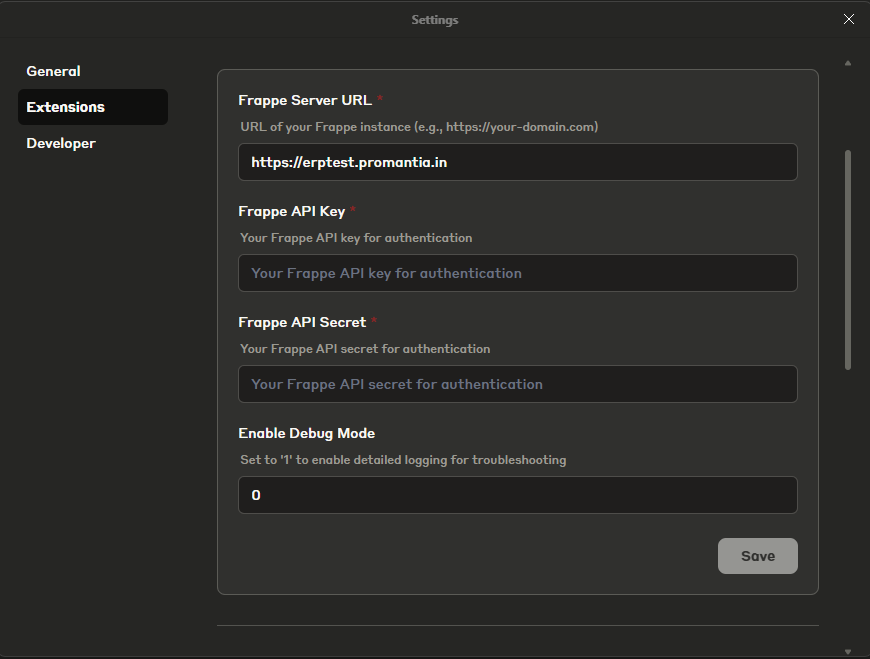 Settings
General
Extensions
Developer
Frappe Server URL *
URL of your Frappe instance (e.g., https://your-domain.com)
https://erptest.promantia.in
Frappe API Key *
Your Frappe API key for authentication
Your Frappe API key for authentication
Frappe API Secret *
Your Frappe API secret for authentication
Your Frappe API secret for authentication
Enable Debug Mode
Set to '1' to enable detailed logging for troubleshooting
0
Save